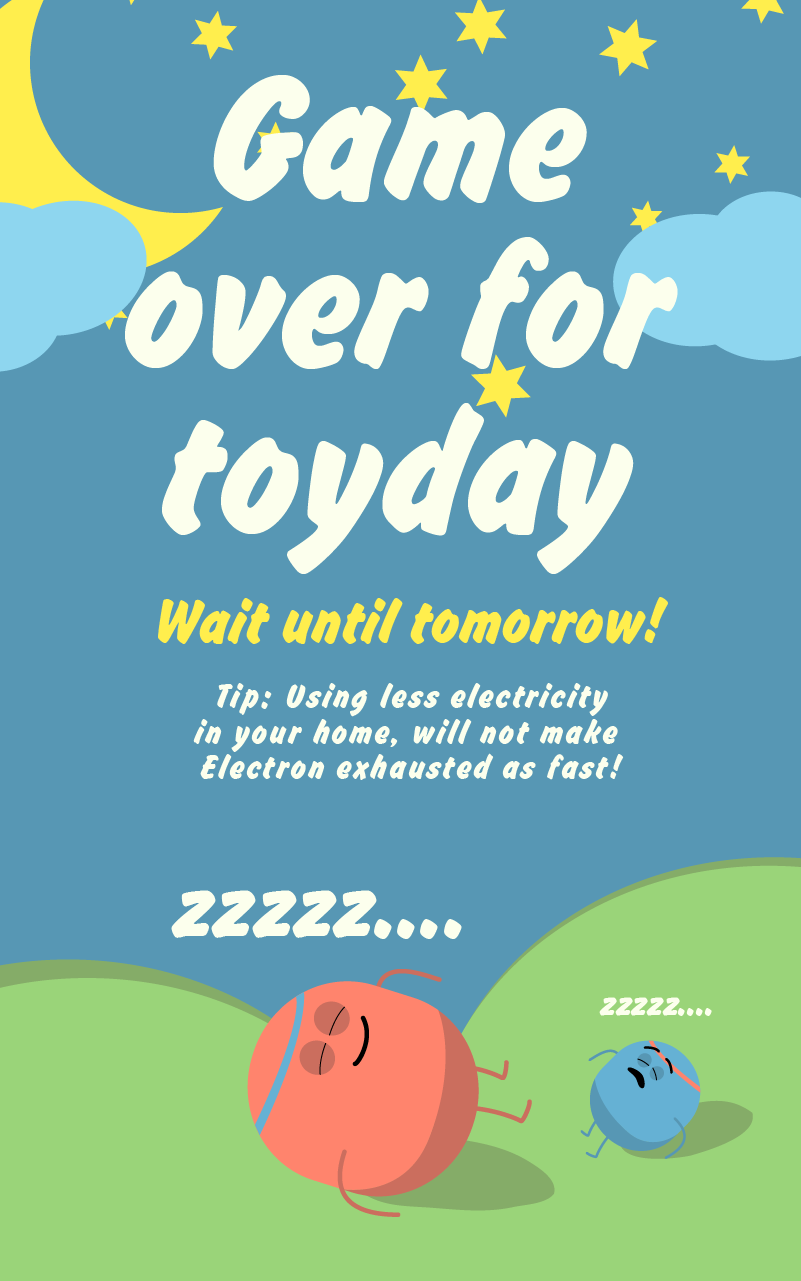 Game
over for
toyday
Wait until tomorrow!
Tip: Using less electricity
in your home, will not make
Electron exhausted as fast!
zzzzz....
zzzzz....